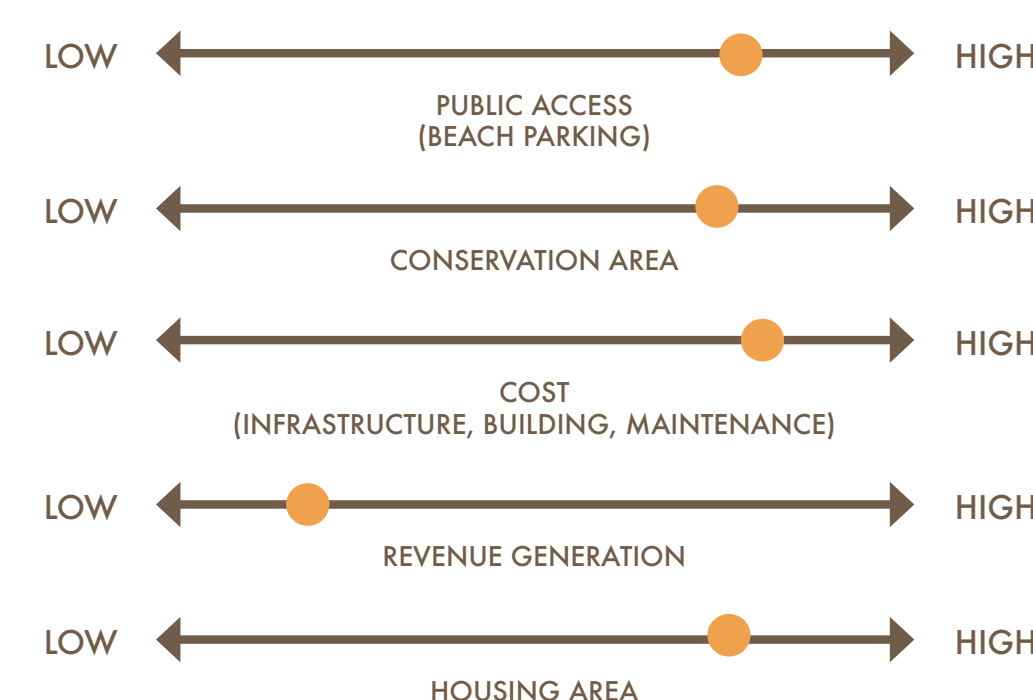 LOW HIGH
PUBLIC ACCESS
(BEACH PARKING)
LOW HIGH
CONSERVATION AREA
LOW HIGH
COST
(INFRASTRUCTURE, BUILDING, MAINTENANCE)
LOW HIGH
REVENUE GENERATION
LOW HIGH
HOUSING AREA